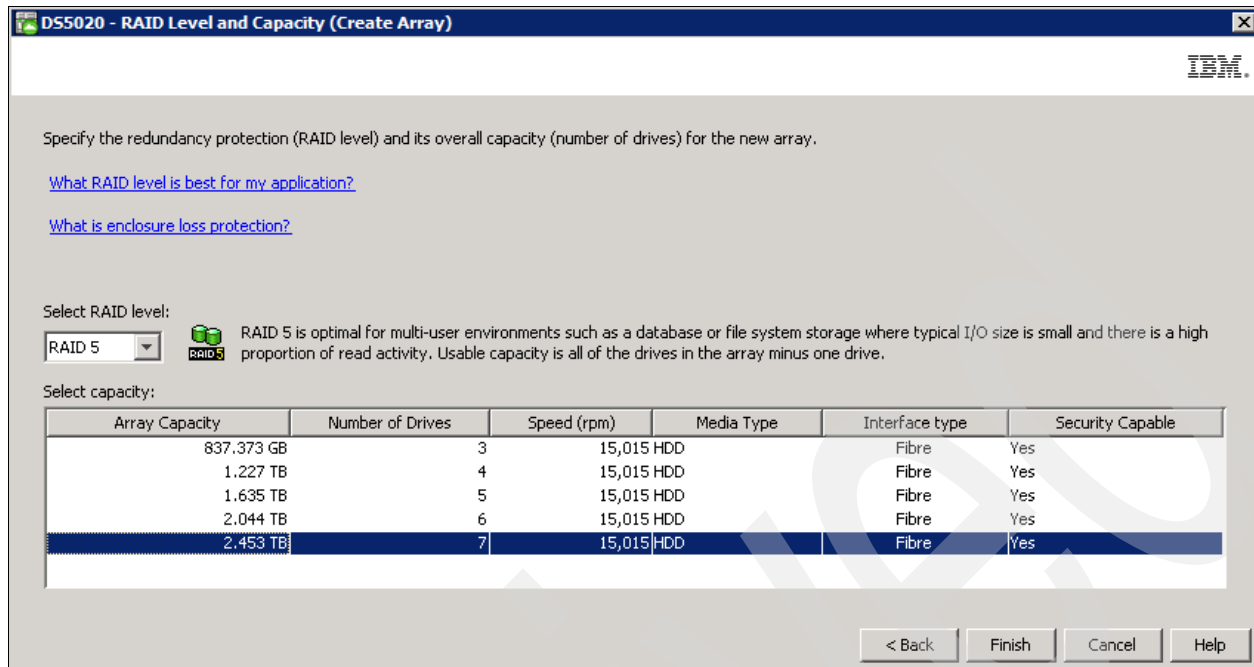 DS5020 - RAID Level and Capacity (Create Array)
IBM.
Specify the redundancy protection (RAID level) and its overall capacity (number of drives) for the new array.
What RAID level is best for my application?
What is enclosure loss protection?
Select RAID level:
RAID 5
RAID 5
RAID 5 is optimal for multi-user environments such as a database or file system storage where typical I/O size is small and there is a high
proportion of read activity. Usable capacity is all of the drives in the array minus one drive.
Select capacity:
Array Capacity Number of Drives Speed (rpm) Media Type Interface type Security Capable
837.373 GB 3 15,015 HDD Fibre Yes
1.227 TB 4 15,015 HDD Fibre Yes
1.635 TB 5 15,015 HDD Fibre Yes
2.044 TB 6 15,015 HDD Fibre Yes
2.453 TB 7 15,015 HDD Fibre Yes
< Back Finish Cancel Help